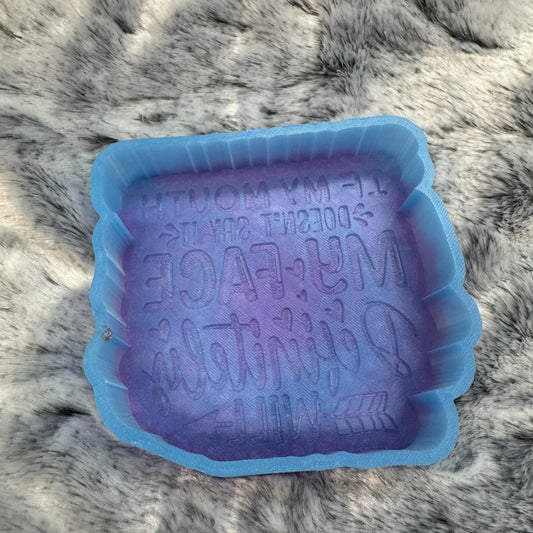 IF MY MOUTH
DOESN'T SAY IT
MY FACE
Definitely
WILL